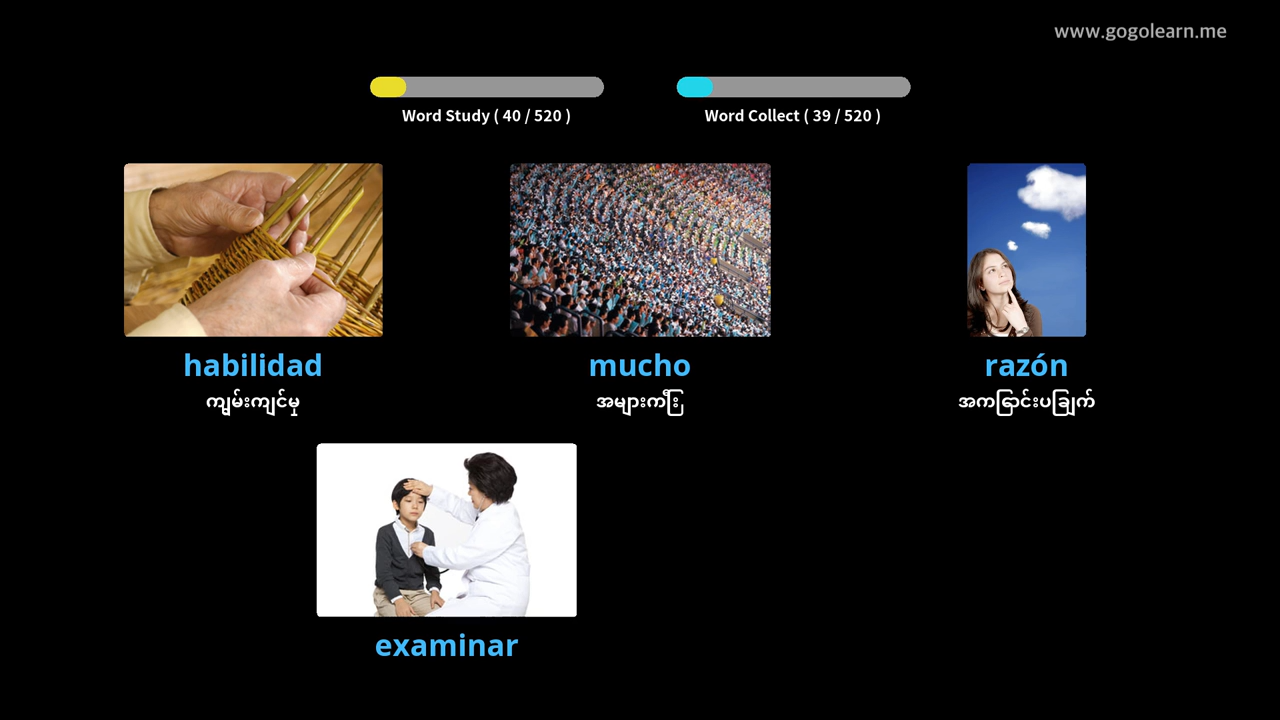 www.gogolearn.me
Word Study ( 40 / 520 )
Word Collect ( 39 / 520 )
habilidad
mucho
razón
ကျွမ်းကျင်မှု
အများကြီး
အကြောင်းပြချက်
examinar